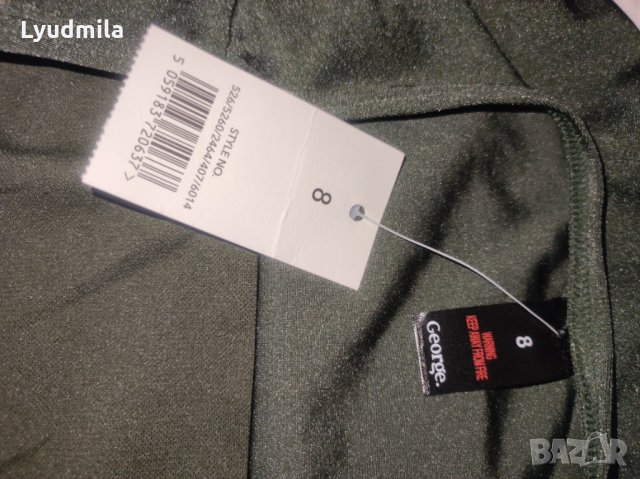 Lyudmila
5 059183 720637 >
STYLE NO.
526/5260/2464/407/6014
8
George.
WARNING
KEEP AWAY FROM FIRE
8
BAZAR